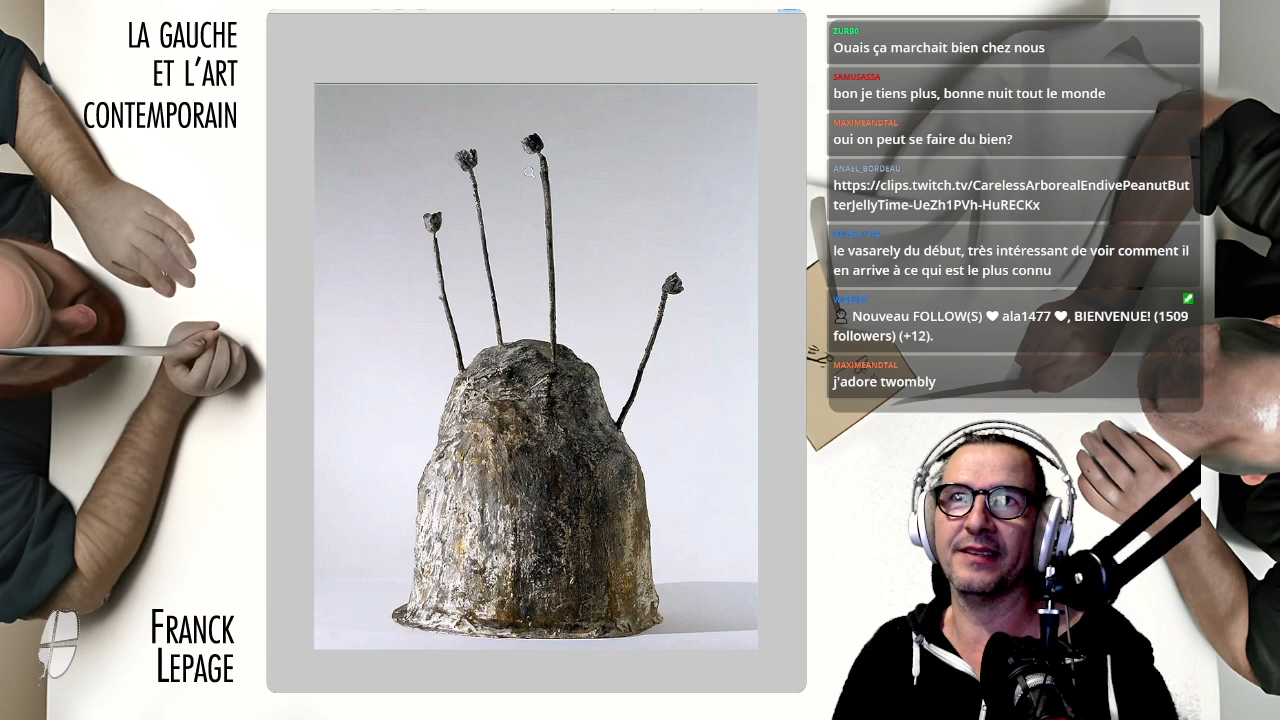 LA GAUCHE
ET L'ART
CONTEMPORAIN
FRANCK
LEPAGE
ZURB0
Ouais ça marchait bien chez nous
SAMUSASSA
bon je tiens plus, bonne nuit tout le monde
MAXIMEANDTAL
oui on peut se faire du bien?
ANAEL_BORDEAU
https://clips.twitch.tv/CarelessArborealEndivePeanutBut
terJellyTime-UeZh1PVh-HuRECKx
le vasarely du début, très intéressant de voir comment il
en arrive à ce qui est le plus connu
Nouveau FOLLOW(S) ❤ ala1477 ❤, BIENVENUE! (1509
followers) (+12).
MAXIMEANDTAL
j'adore twombly